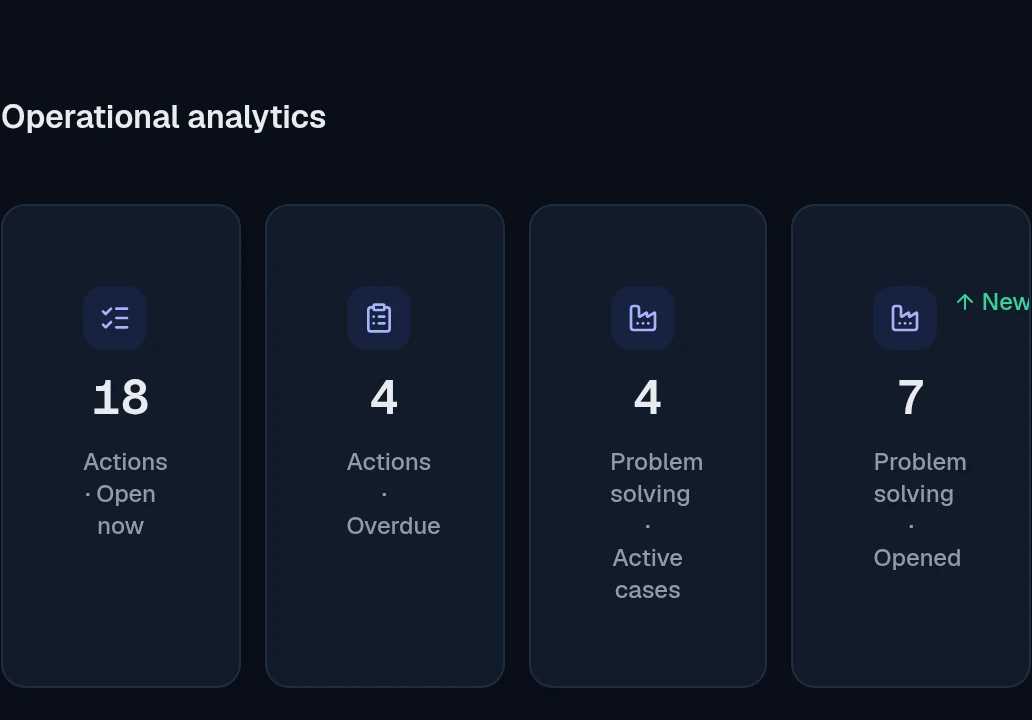 Operational analytics
18
Actions
· Open
now
4
Actions
·
Overdue
4
Problem
solving
·
Active
cases
↑ New
7
Problem
solving
·
Opened